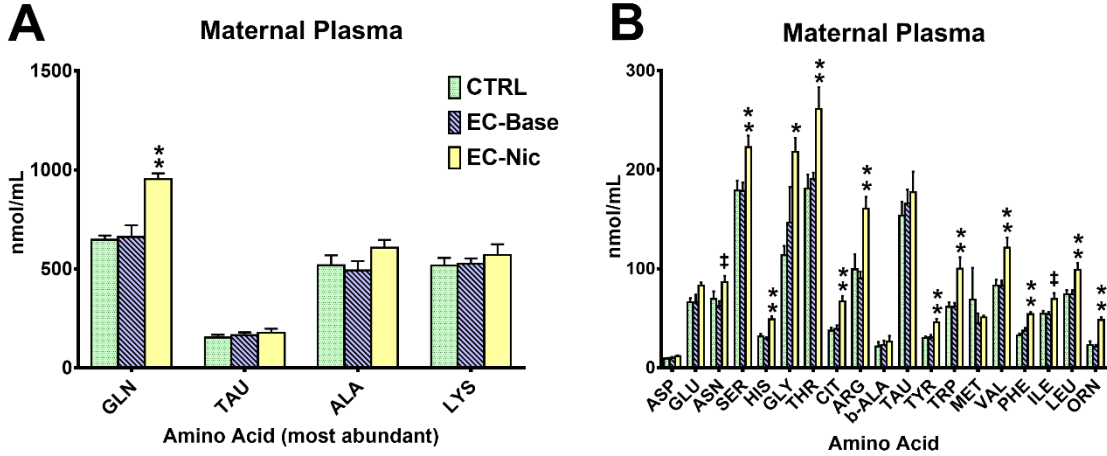 A
Maternal Plasma
1500
1000
500
0
nmol/mL
CTRL
EC-Base
EC-Nic
**
GLN
TAU
ALA
LYS
Amino Acid (most abundant)
B
Maternal Plasma
300
200
100
0
nmol/mL
‡
**
**
*
**
**
**
**
**
**
**
‡
**
**
ASP
GLU
ASN
SER
HIS
GLY
THR
CIT
ARG
b-ALA
TAU
TYR
TRP
MET
VAL
PHE
ILE
LEU
ORN
Amino Acid